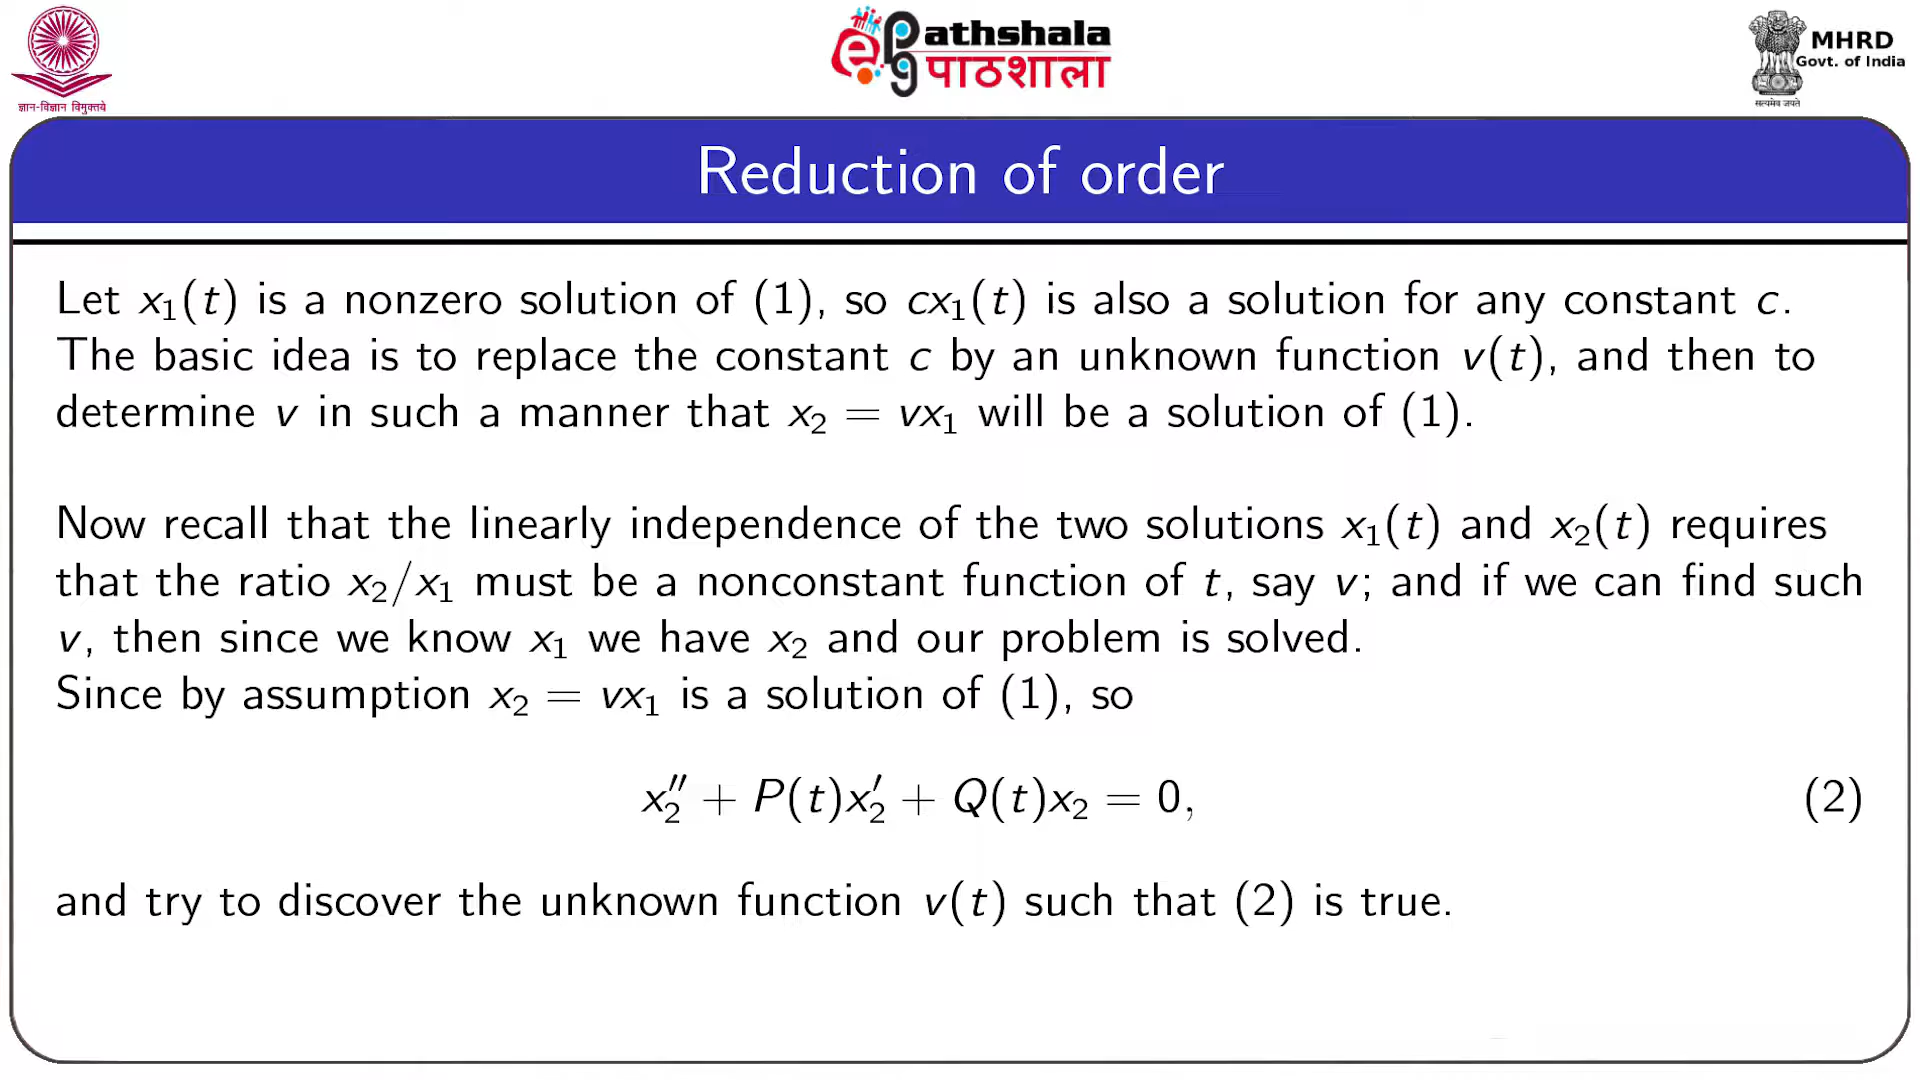 ज्ञान-विज्ञान विमुक्तये
ePG Pathshala
पाठशाला
MHRD
Govt. of India
सत्यमेव जयते
Reduction of order
Let x₁(t) is a nonzero solution of (1), so cx₁(t) is also a solution for any constant c.
The basic idea is to replace the constant c by an unknown function v(t), and then to
determine v in such a manner that x₂ = vx₁ will be a solution of (1).
Now recall that the linearly independence of the two solutions x₁(t) and x₂(t) requires
that the ratio x₂/x₁ must be a nonconstant function of t, say v; and if we can find such
v, then since we know x₁ we have x₂ and our problem is solved.
Since by assumption x₂ = vx₁ is a solution of (1), so
x₂″ + P(t)x₂′ + Q(t)x₂ = 0, (2)
and try to discover the unknown function v(t) such that (2) is true.